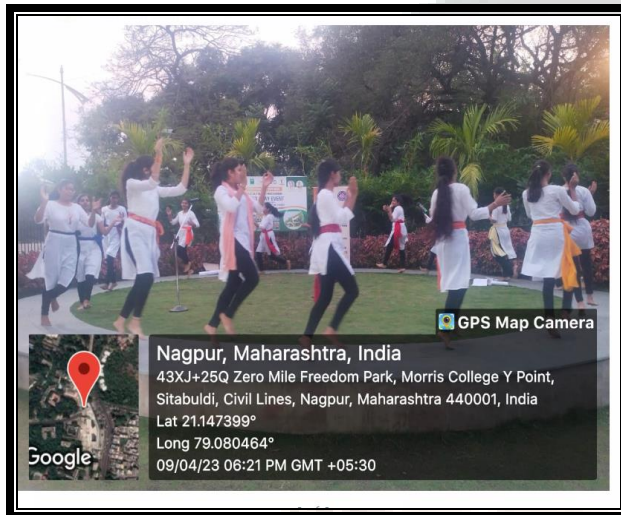 GPS Map Camera
Nagpur, Maharashtra, India
43XJ+25Q Zero Mile Freedom Park, Morris College Y Point,
Sitabuldi, Civil Lines, Nagpur, Maharashtra 440001, India
Lat 21.147399°
Long 79.080464°
09/04/23 06:21 PM GMT +05:30
Google